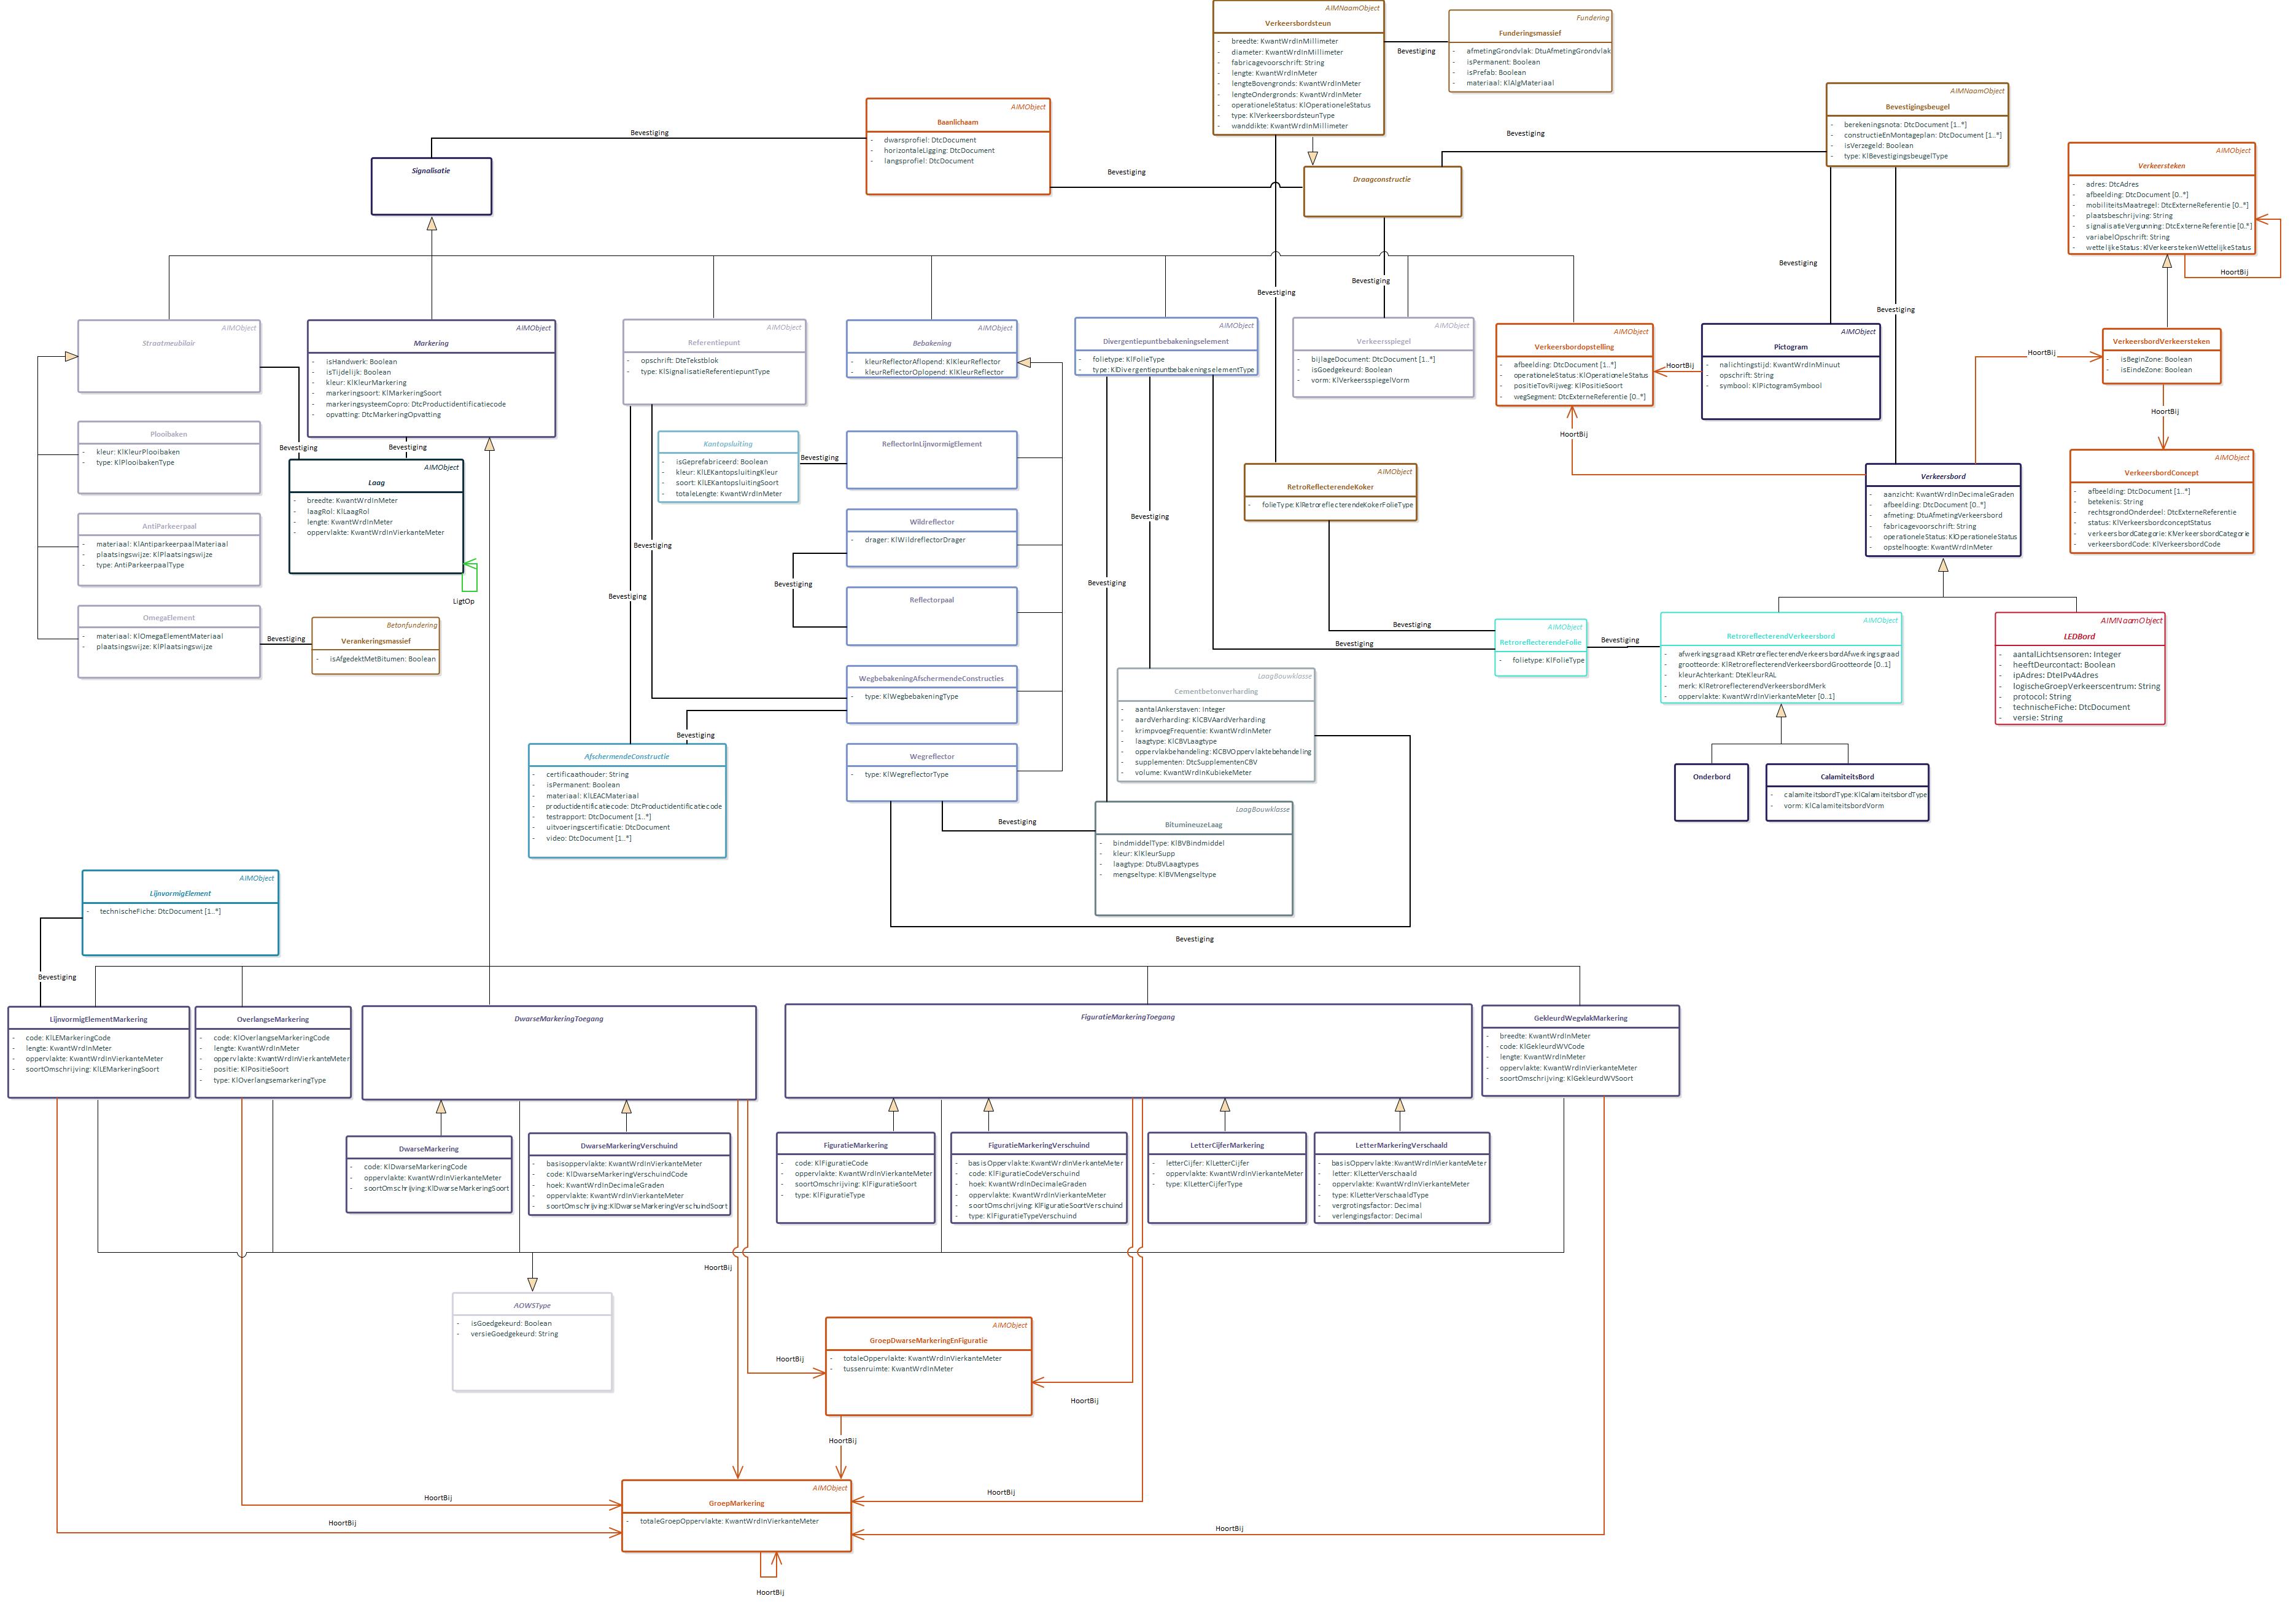 AIMNaamObject
Verkeersbordsteun
- breedte: KwantWrdInMillimeter
- diameter: KwantWrdInMillimeter
- fabricagevoorschrift: String
- lengte: KwantWrdInMeter
- lengteBovengronds: KwantWrdInMeter
- lengteOndergronds: KwantWrdInMeter
- operationeleStatus: KlOperationeleStatus
- type: KlVerkeersbordsteunType
- wanddikte: KwantWrdInMillimeter
Bevestiging
Fundering
Funderingsmassief
- afmetingGrondvlak: DtuAfmetingGrondvlak
- isPermanent: Boolean
- isPrefab: Boolean
- materiaal: KlAlgMateriaal
AIMObject
Baanlichaam
- dwarsprofiel: DtcDocument
- horizontaleLigging: DtcDocument
- langsprofiel: DtcDocument
Bevestiging
Signalisatie
Bevestiging
Draagconstructie
Bevestiging
AIMNaamObject
Bevestigingsbeugel
- berekeningsnota: DtcDocument [1..*]
- constructieEnMontageplan: DtcDocument [1..*]
- isVerzegeld: Boolean
- type: KlBevestigingsbeugelType
AIMObject
Verkeersteken
- adres: DtcAdres
- afbeelding: DtcDocument [0..*]
- mobiliteitsMaatregel: DtcExterneReferentie [0..*]
- plaatsbeschrijving: String
- signalisatieVergunning: DtcExterneReferentie [0..*]
- variabelOpschrift: String
- wettelijkeStatus: KlVerkeerstekenWettelijkeStatus
HoortBij
Bevestiging
Bevestiging
Bevestiging
Bevestiging
AIMObject
Straatmeubilair
AIMObject
Markering
- isHandwerk: Boolean
- isTijdelijk: Boolean
- kleur: KlKleurMarkering
- markeringsoort: KlMarkeringSoort
- markeringsysteemCopro: DtcProductidentificatiecode
- opvatting: DtcMarkeringOpvatting
AIMObject
Referentiepunt
- opschrift: DteTekstblok
- type: KlSignalisatieReferentiepuntType
AIMObject
Bebakening
- kleurReflectorAflopend: KlKleurReflector
- kleurReflectorOplopend: KlKleurReflector
AIMObject
Divergentiepuntbebakeningselement
- folietype: KlFolieType
- type: KlDivergentiepuntbebakeningselementType
AIMObject
Verkeersspiegel
- bijlageDocument: DtcDocument [1..*]
- isGoedgekeurd: Boolean
- vorm: KlVerkeersspiegelVorm
AIMObject
Verkeersbordopstelling
- afbeelding: DtcDocument [1..*]
- operationeleStatus: KlOperationeleStatus
- positieTovRijweg: KlPositieSoort
- wegSegment: DtcExterneReferentie [0..*]
HoortBij
AIMObject
Pictogram
- nalichtingstijd: KwantWrdInMinuut
- opschrift: String
- symbool: KlPictogramSymbool
HoortBij
VerkeersbordVerkeersteken
- isBeginZone: Boolean
- isEindeZone: Boolean
HoortBij
AIMObject
VerkeersbordConcept
- afbeelding: DtcDocument [1..*]
- betekenis: String
- rechtsgrondOnderdeel: DtcExterneReferentie
- status: KlVerkeersbordconceptStatus
- verkeersbordCategorie: KlVerkeersbordCategorie
- verkeersbordCode: KlVerkeersbordCode
HoortBij
Verkeersbord
- aanzicht: KwantWrdInDecimaleGraden
- afbeelding: DtcDocument [0..*]
- afmeting: DtuAfmetingVerkeersbord
- fabricagevoorschrift: String
- operationeleStatus: KlOperationeleStatus
- opstelhoogte: KwantWrdInMeter
Plooibaken
- kleur: KlKleurPlooibaken
- type: KlPlooibakenType
Bevestiging
Bevestiging
AIMObject
Laag
- breedte: KwantWrdInMeter
- laagRol: KlLaagRol
- lengte: KwantWrdInMeter
- oppervlakte: KwantWrdInVierkanteMeter
LigtOp
AntiParkeerpaal
- materiaal: KlAntiparkeerpaalMateriaal
- plaatsingswijze: KlPlaatsingswijze
- type: AntiParkeerpaalType
OmegaElement
- materiaal: KlOmegaElementMateriaal
- plaatsingswijze: KlPlaatsingswijze
Bevestiging
Betonfundering
Verankeringsmassief
- isAfgedektMetBitumen: Boolean
Kantopsluiting
- isGeprefabriceerd: Boolean
- kleur: KlLEKantopsluitingKleur
- soort: KlLEKantopsluitingSoort
- totaleLengte: KwantWrdInMeter
Bevestiging
ReflectorInLijnvormigElement
Wildreflector
- drager: KlWildreflectorDrager
Bevestiging
Reflectorpaal
Bevestiging
Bevestiging
WegbebakeningAfschermendeConstructies
- type: KlWegbebakeningType
Bevestiging
Wegreflector
- type: KlWegreflectorType
AfschermendeConstructie
- certificaathouder: String
- isPermanent: Boolean
- materiaal: KlLEACMateriaal
- productidentificatiecode: DtcProductidentificatiecode
- testrapport: DtcDocument [1..*]
- uitvoeringscertificatie: DtcDocument
- video: DtcDocument [1..*]
AIMObject
RetroReflecterendeKoker
- folieType: KlRetroreflecterendeKokerFolieType
Bevestiging
Bevestiging
Bevestiging
Bevestiging
AIMObject
RetroreflecterendeFolie
- folietype: KlFolieType
Bevestiging
AIMObject
RetroreflecterendVerkeersbord
- afwerkingsgraad:KlRetroreflecterendVerkeersbordAfwerkingsgraad
- grootteorde: KlRetroreflecterendVerkeersbordGrootteorde [0..1]
- kleurAchterkant: DteKleurRAL
- merk: KlRetroreflecterendVerkeersbordMerk
- oppervlakte: KwantWrdInVierkanteMeter [0..1]
AIMNaamObject
LEDBord
- aantalLichtsensoren: Integer
- heeftDeurcontact: Boolean
- ipAdres: DteIPv4Adres
- logischeGroepVerkeerscentrum: String
- protocol: String
- technischeFiche: DtcDocument
- versie: String
Onderbord
CalamiteitsBord
- calamiteitsbordType:KlCalamiteitsbordType
- vorm: KlCalamiteitsbordVorm
LaagBouwklasse
Cementbetonverharding
- aantalAnkerstaven: Integer
- aardVerharding: KlCBVAardVerharding
- krimpvoegFrequentie: KwantWrdInMeter
- laagtype: KlCBVLaagtype
- oppervlakbehandeling: KlCBVOppervlaktebehandeling
- supplementen: DtcSupplementenCBV
- volume: KwantWrdInKubiekeMeter
Bevestiging
LaagBouwklasse
BitumineuzeLaag
- bindmiddelType: KlBVBindmiddel
- kleur: KlKleurSupp
- laagtype: DtuBVLaagtypes
- mengseltype: KlBVMengseltype
Bevestiging
AIMObject
LijnvormigElement
- technischeFiche: DtcDocument [1..*]
Bevestiging
LijnvormigElementMarkering
- code: KlLEMarkeringCode
- lengte: KwantWrdInMeter
- oppervlakte: KwantWrdInVierkanteMeter
- soortOmschrijving: KlLEMarkeringSoort
OverlangseMarkering
- code: KlOverlangseMarkeringCode
- lengte: KwantWrdInMeter
- oppervlakte: KwantWrdInVierkanteMeter
- positie: KlPositieSoort
- type: KlOverlangsemarkeringType
DwarseMarkeringToegang
FiguratieMarkeringToegang
GekleurdWegvlakMarkering
- breedte: KwantWrdInMeter
- code: KlGekleurdWVCode
- lengte: KwantWrdInMeter
- oppervlakte: KwantWrdInVierkanteMeter
- soortOmschrijving: KlGekleurdWVSoort
DwarseMarkering
- code: KlDwarseMarkeringCode
- oppervlakte: KwantWrdInVierkanteMeter
- soortOmschrijving:KlDwarseMarkeringSoort
DwarseMarkeringVerschuind
- basisoppervlakte: KwantWrdInVierkanteMeter
- code: KlDwarseMarkeringVerschuindCode
- hoek: KwantWrdInDecimaleGraden
- oppervlakte: KwantWrdInVierkanteMeter
- soortOmschrijving:KlDwarseMarkeringVerschuindSoort
FiguratieMarkering
- code: KlFiguratieCode
- oppervlakte: KwantWrdInVierkanteMeter
- soortOmschrijving: KlFiguratieSoort
- type: KlFiguratieType
FiguratieMarkeringVerschuind
- basisOppervlakte:KwantWrdInVierkanteMeter
- code: KlFiguratieCodeVerschuind
- hoek: KwantWrdInDecimaleGraden
- oppervlakte: KwantWrdInVierkanteMeter
- soortOmschrijving: KlFiguratieSoortVerschuind
- type: KlFiguratieTypeVerschuind
LetterCijferMarkering
- letterCijfer: KlLetterCijfer
- oppervlakte: KwantWrdInVierkanteMeter
- type: KlLetterCijferType
LetterMarkeringVerschaald
- basisOppervlakte:KwantWrdInVierkanteMeter
- letter: KlLetterVerschaald
- oppervlakte: KwantWrdInVierkanteMeter
- type: KlLetterVerschaaldType
- vergrotingsfactor: Decimal
- verlengingsfactor: Decimal
HoortBij
AOWSType
- isGoedgekeurd: Boolean
- versieGoedgekeurd: String
HoortBij
AIMObject
GroepDwarseMarkeringEnFiguratie
- totaleOppervlakte: KwantWrdInVierkanteMeter
- tussenruimte: KwantWrdInMeter
HoortBij
HoortBij
HoortBij
HoortBij
HoortBij
HoortBij
AIMObject
GroepMarkering
- totaleGroepOppervlakte: KwantWrdInVierkanteMeter
HoortBij